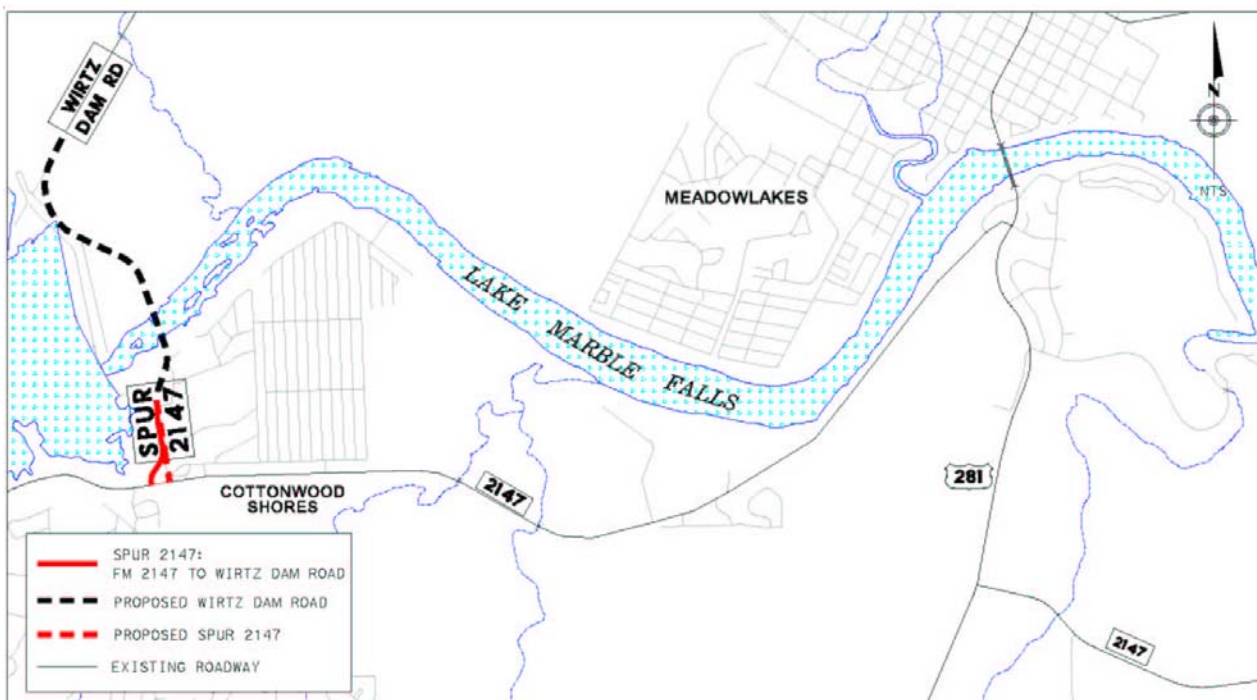 WIRTZ
DAM RD
N
NTS
MEADOWLAKES
LAKE MARBLE FALLS
SPUR
2147
COTTONWOOD
SHORES
2147
281
2147
SPUR 2147:
FM 2147 TO WIRTZ DAM ROAD
PROPOSED WIRTZ DAM ROAD
PROPOSED SPUR 2147
EXISTING ROADWAY